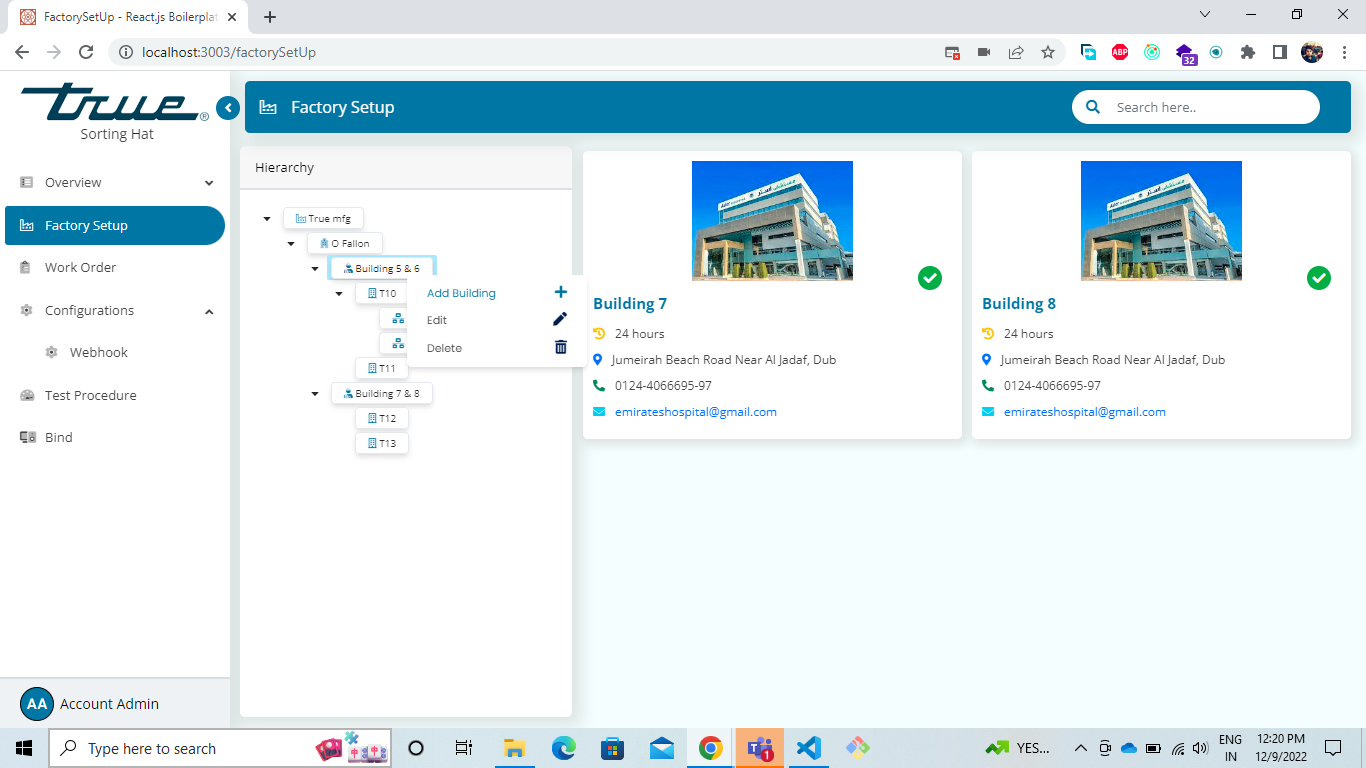 FactorySetUp - React.js Boilerplat
localhost:3003/factorySetUp
ABP
32
true®
Sorting Hat
Overview
Factory Setup
Work Order
Configurations
Webhook
Test Procedure
Bind
AA Account Admin
Factory Setup
Search here..
Hierarchy
True mfg
O Fallon
Building 5 & 6
T10
T11
Building 7 & 8
T12
T13
Add Building
Edit
Delete
Building 7
24 hours
Jumeirah Beach Road Near Al Jadaf, Dub
0124-4066695-97
emirateshospital@gmail.com
Building 8
24 hours
Jumeirah Beach Road Near Al Jadaf, Dub
0124-4066695-97
emirateshospital@gmail.com
Type here to search
1
YES...
ENG
IN
12:20 PM
12/9/2022